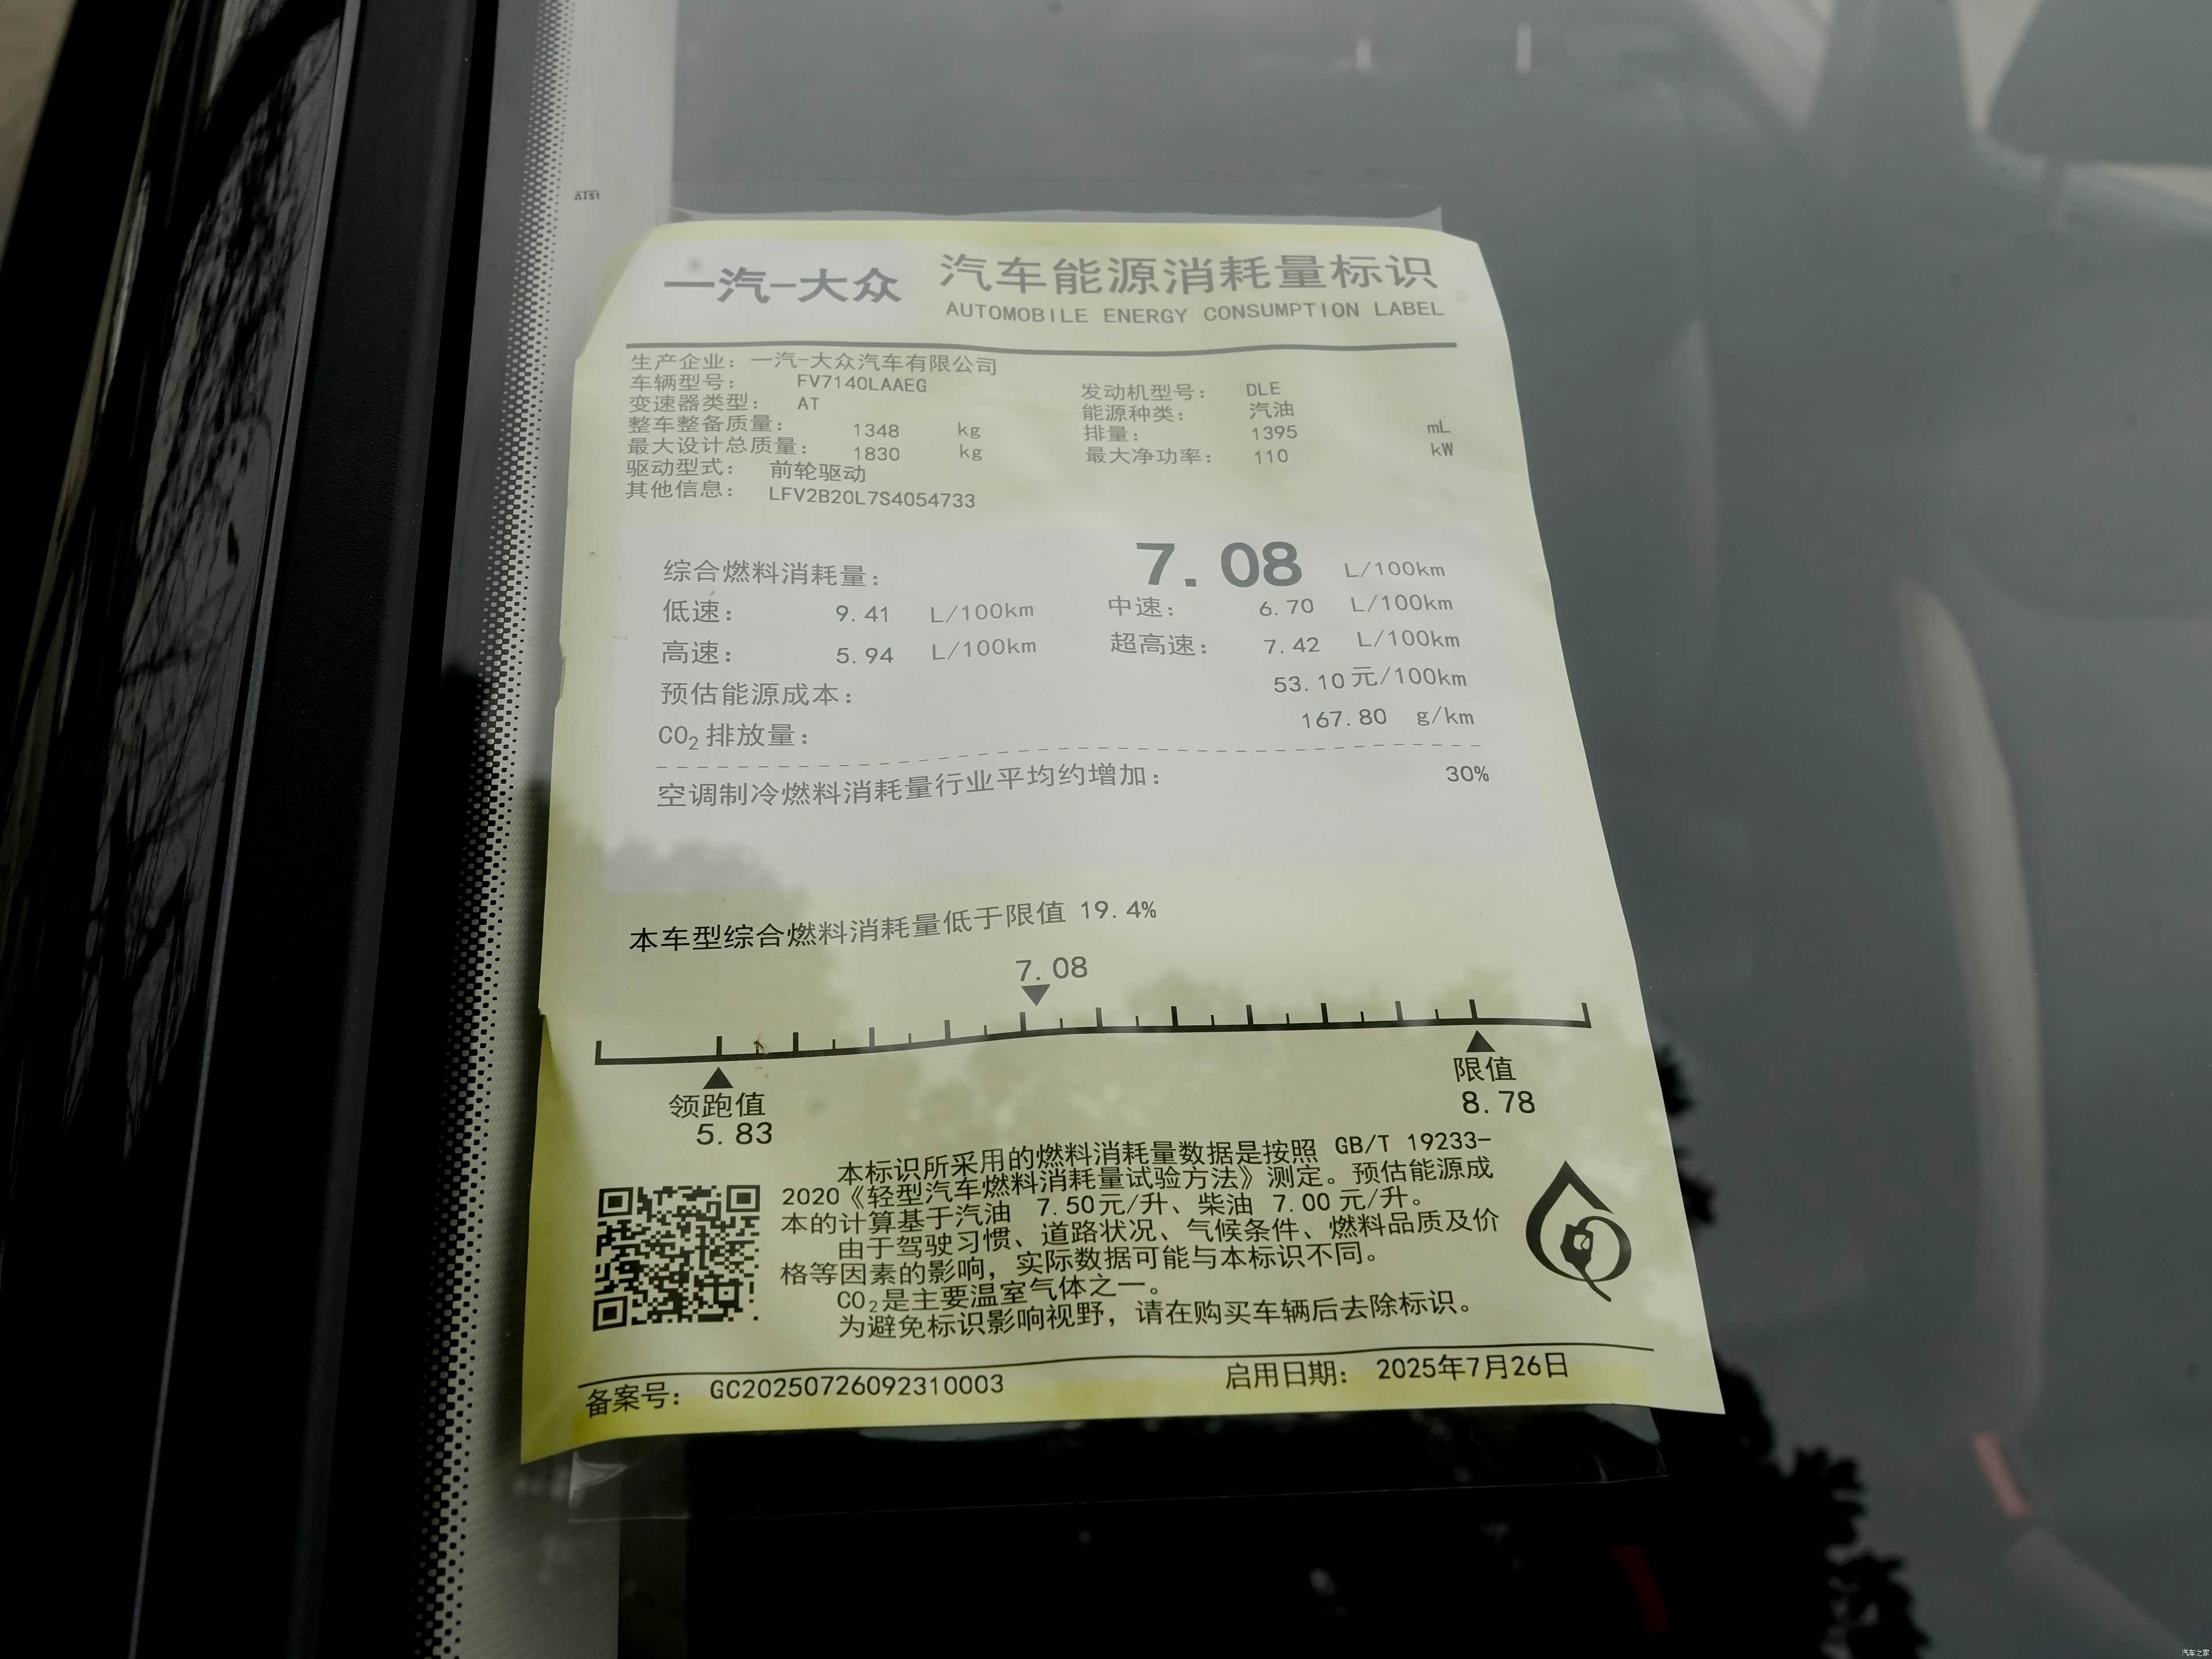 AISI
一汽-大众 汽车能源消耗量标识
AUTOMOBILE ENERGY CONSUMPTION LABEL
生产企业: 一汽-大众汽车有限公司
车辆型号: FV7140LAAEG 发动机型号: DLE
变速器类型: AT 能源种类: 汽油
整车整备质量: 1348 kg 排量: 1395 mL
最大设计总质量: 1830 kg 最大净功率: 110 kW
驱动型式: 前轮驱动
其他信息: LFV2B20L7S4054733
综合燃料消耗量: 7.08 L/100km
低速: 9.41 L/100km 中速: 6.70 L/100km
高速: 5.94 L/100km 超高速: 7.42 L/100km
预估能源成本: 53.10元/100km
CO₂排放量: 167.80 g/km
空调制冷燃料消耗量行业平均约增加: 30%
本车型综合燃料消耗量低于限值 19.4%
7.08
领跑值
5.83
限值
8.78
本标识所采用的燃料消耗量数据是按照 GB/T 19233-
2020《轻型汽车燃料消耗量试验方法》测定。预估能源成
本的计算基于汽油 7.50元/升、柴油 7.00元/升。
由于驾驶习惯、道路状况、气候条件、燃料品质及价
格等因素的影响,实际数据可能与本标识不同。
CO₂是主要温室气体之一。
为避免标识影响视野,请在购买车辆后去除标识。
备案号: GC20250726092310003 启用日期: 2025年7月26日
汽车之家